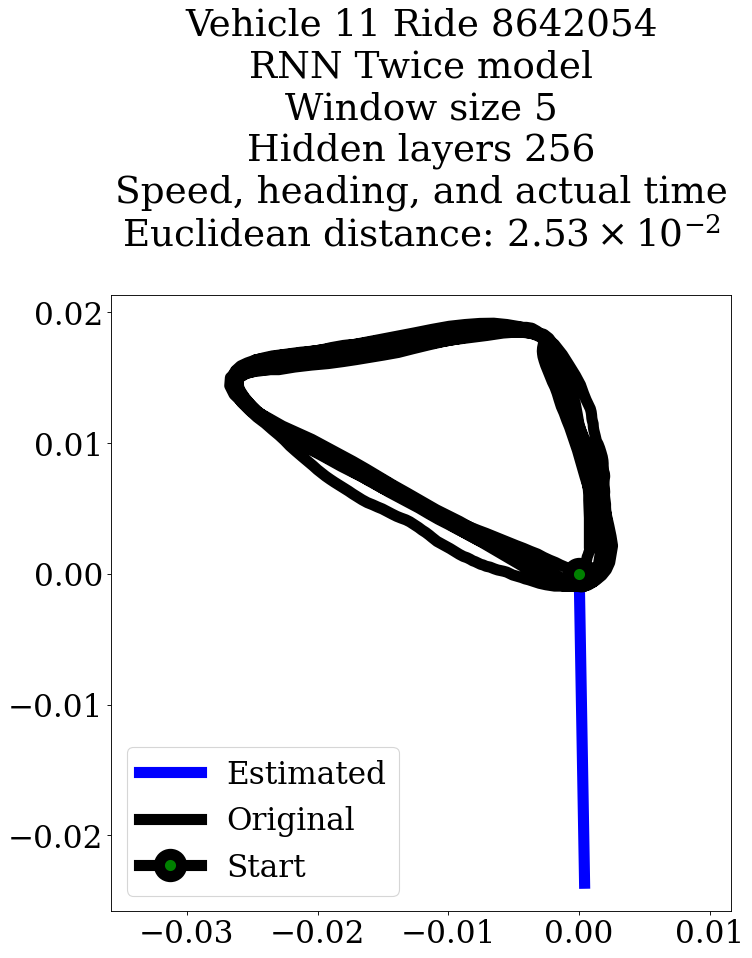 Vehicle 11 Ride 8642054
RNN Twice model
Window size 5
Hidden layers 256
Speed, heading, and actual time
Euclidean distance: 2.53 × 10⁻²
0.02
0.01
0.00
−0.01
−0.02
Estimated
Original
Start
−0.03 −0.02 −0.01 0.00 0.01